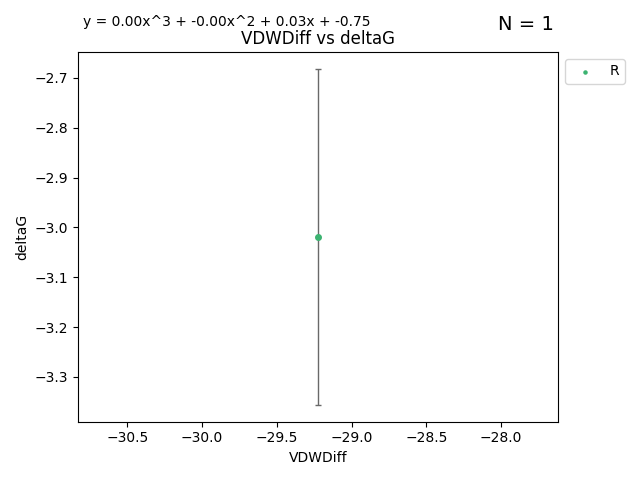 y = 0.00x^3 + -0.00x^2 + 0.03x + -0.75
N = 1
VDWDiff vs deltaG
R
deltaG
−2.7
−2.8
−2.9
−3.0
−3.1
−3.2
−3.3
−30.5 −30.0 −29.5 −29.0 −28.5 −28.0
VDWDiff